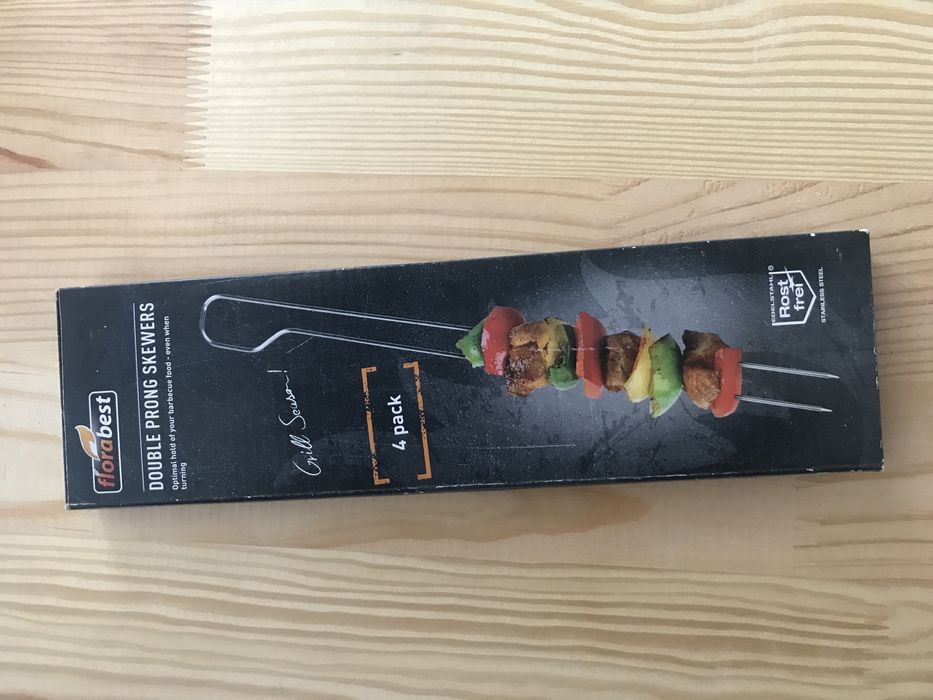 florabest
DOUBLE PRONG SKEWERS
Optimal hold of your barbecue food - even when
turning
Grill Season!
4 pack
EDELSTAHL®
Rost
frei
STAINLESS STEEL